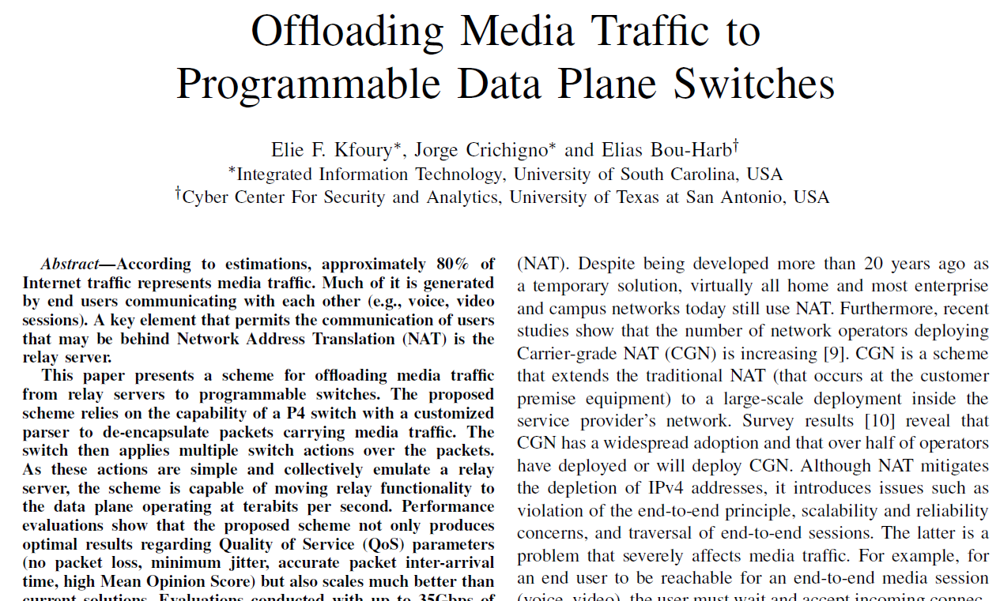 Offloading Media Traffic to
Programmable Data Plane Switches
Elie F. Kfoury*, Jorge Crichigno* and Elias Bou-Harb†
*Integrated Information Technology, University of South Carolina, USA
†Cyber Center For Security and Analytics, University of Texas at San Antonio, USA
Abstract—According to estimations, approximately 80% of
Internet traffic represents media traffic. Much of it is generated
by end users communicating with each other (e.g., voice, video
sessions). A key element that permits the communication of users
that may be behind Network Address Translation (NAT) is the
relay server.
This paper presents a scheme for offloading media traffic
from relay servers to programmable switches. The proposed
scheme relies on the capability of a P4 switch with a customized
parser to de-encapsulate packets carrying media traffic. The
switch then applies multiple switch actions over the packets.
As these actions are simple and collectively emulate a relay
server, the scheme is capable of moving relay functionality to
the data plane operating at terabits per second. Performance
evaluations show that the proposed scheme not only produces
optimal results regarding Quality of Service (QoS) parameters
(no packet loss, minimum jitter, accurate packet inter-arrival
time, high Mean Opinion Score) but also scales much better than
current solutions. Evaluations conducted with up to 35Gbps of
(NAT). Despite being developed more than 20 years ago as
a temporary solution, virtually all home and most enterprise
and campus networks today still use NAT. Furthermore, recent
studies show that the number of network operators deploying
Carrier-grade NAT (CGN) is increasing [9]. CGN is a scheme
that extends the traditional NAT (that occurs at the customer
premise equipment) to a large-scale deployment inside the
service provider's network. Survey results [10] reveal that
CGN has a widespread adoption and that over half of operators
have deployed or will deploy CGN. Although NAT mitigates
the depletion of IPv4 addresses, it introduces issues such as
violation of the end-to-end principle, scalability and reliability
concerns, and traversal of end-to-end sessions. The latter is a
problem that severely affects media traffic. For example, for
an end user to be reachable for an end-to-end media session
(voice, video), the user must wait and accept incoming connec-